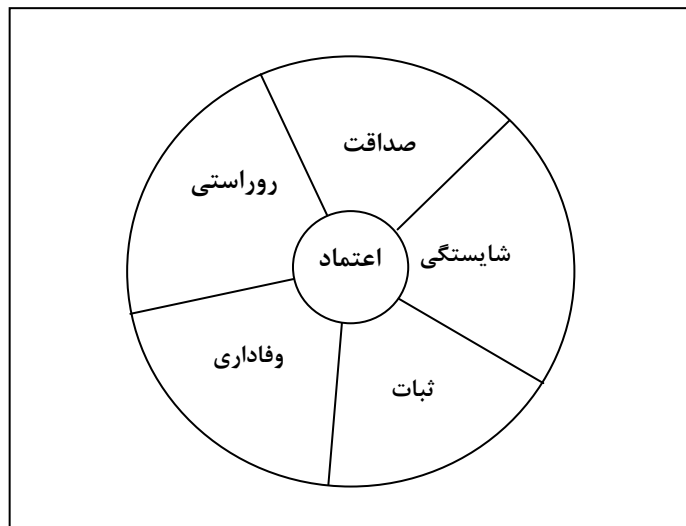 صداقت
روراستی
شایستگی
اعتماد
وفاداری
ثبات